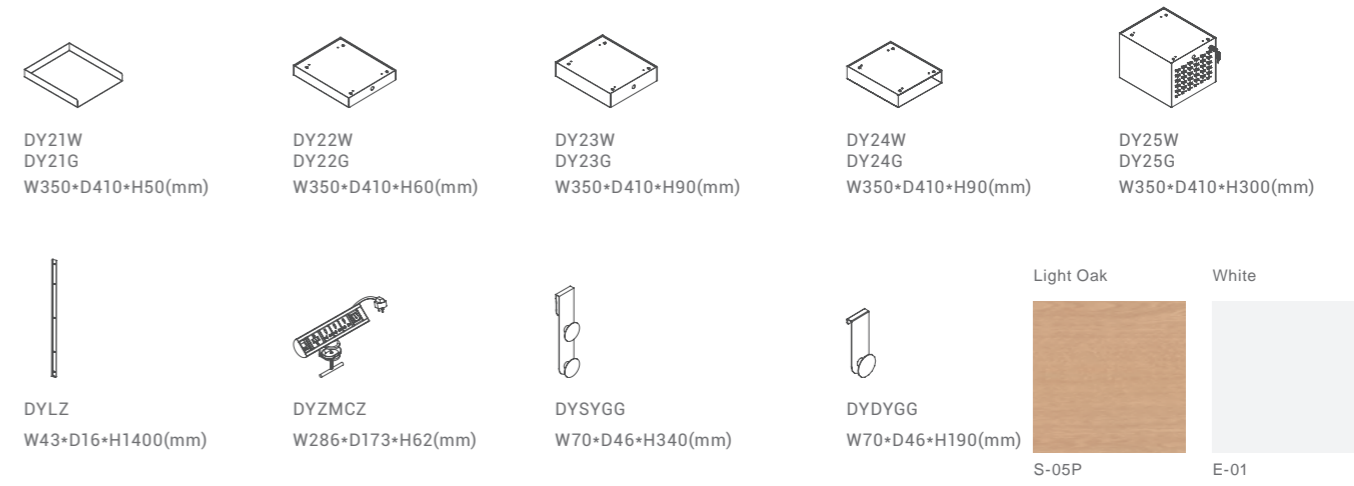 DY21W
DY21G
W350*D410*H50(mm)
DY22W
DY22G
W350*D410*H60(mm)
DY23W
DY23G
W350*D410*H90(mm)
DY24W
DY24G
W350*D410*H90(mm)
DY25W
DY25G
W350*D410*H300(mm)
DYLZ
W43*D16*H1400(mm)
DYZMCZ
W286*D173*H62(mm)
DYSYGG
W70*D46*H340(mm)
DYDYGG
W70*D46*H190(mm)
Light Oak
S-05P
White
E-01